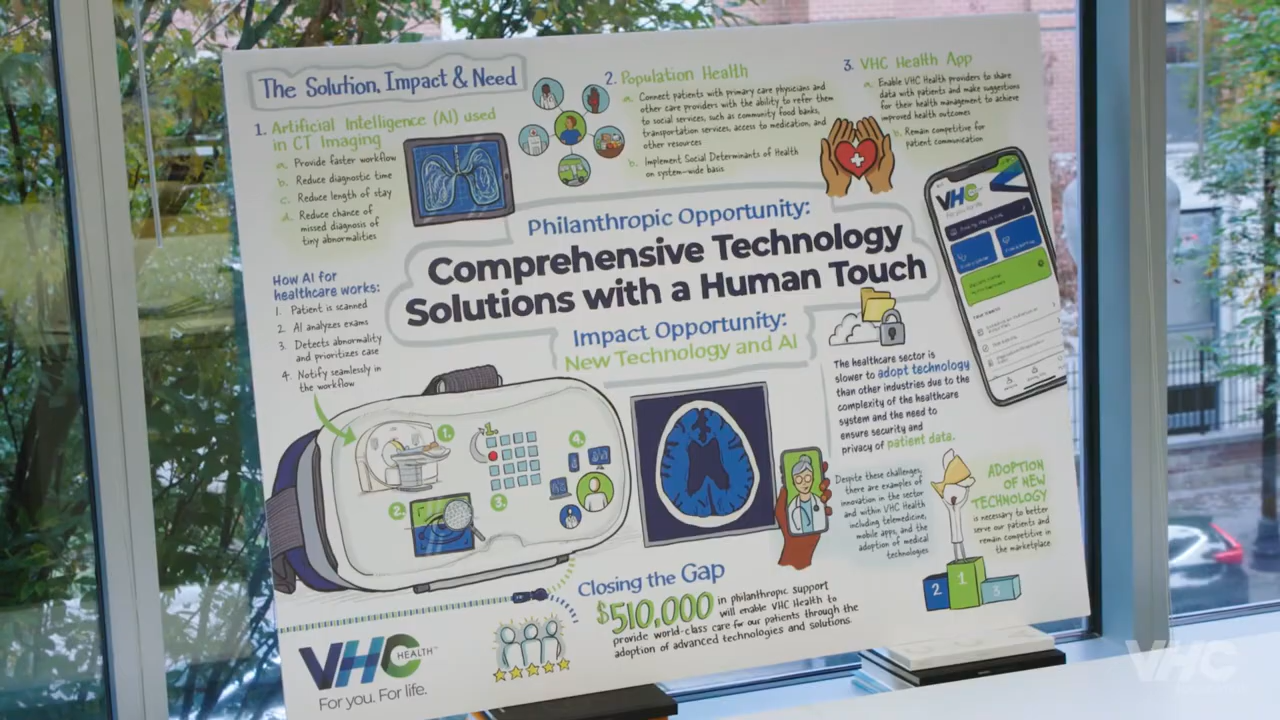 The Solution, Impact & Need
1. Artificial Intelligence (AI) used
in CT Imaging
a. Provide faster workflow
b. Reduce diagnostic time
c. Reduce length of stay
d. Reduce chance of
missed diagnosis of
tiny abnormalities
2. Population Health
a. Connect patients with primary care physicians and
other care providers with the ability to refer them
to social services, such as community food banks,
transportation services, access to medication, and
other resources
b. Implement Social Determinants of Health
on system-wide basis
3. VHC Health App
a. Enable VHC Health providers to share
data with patients and make suggestions
for their health management to achieve
improved health outcomes
b. Remain competitive for
patient communication
VHC
For you. For life.
Philanthropic Opportunity:
Comprehensive Technology
Solutions with a Human Touch
Impact Opportunity:
New Technology and AI
How AI for
healthcare works:
1. Patient is scanned
2. AI analyzes exams
3. Detects abnormality
and prioritizes case
4. Notify seamlessly in
the workflow
1.
2.
3.
4.
The healthcare sector is
slower to adopt technology
than other industries due to the
complexity of the healthcare
system and the need to
ensure security and
privacy of patient data.
Despite these challenges,
there are examples of
innovation in the sector
and within VHC Health
including telemedicine,
mobile apps, and the
adoption of medical
technologies
ADOPTION
OF NEW
TECHNOLOGY
is necessary to better
serve our patients and
remain competitive in
the marketplace
2 1 3
Closing the Gap
$510,000 in philanthropic support
will enable VHC Health to
provide world-class care for our patients through the
adoption of advanced technologies and solutions.
VHC HEALTH™
For you. For life.
VHC